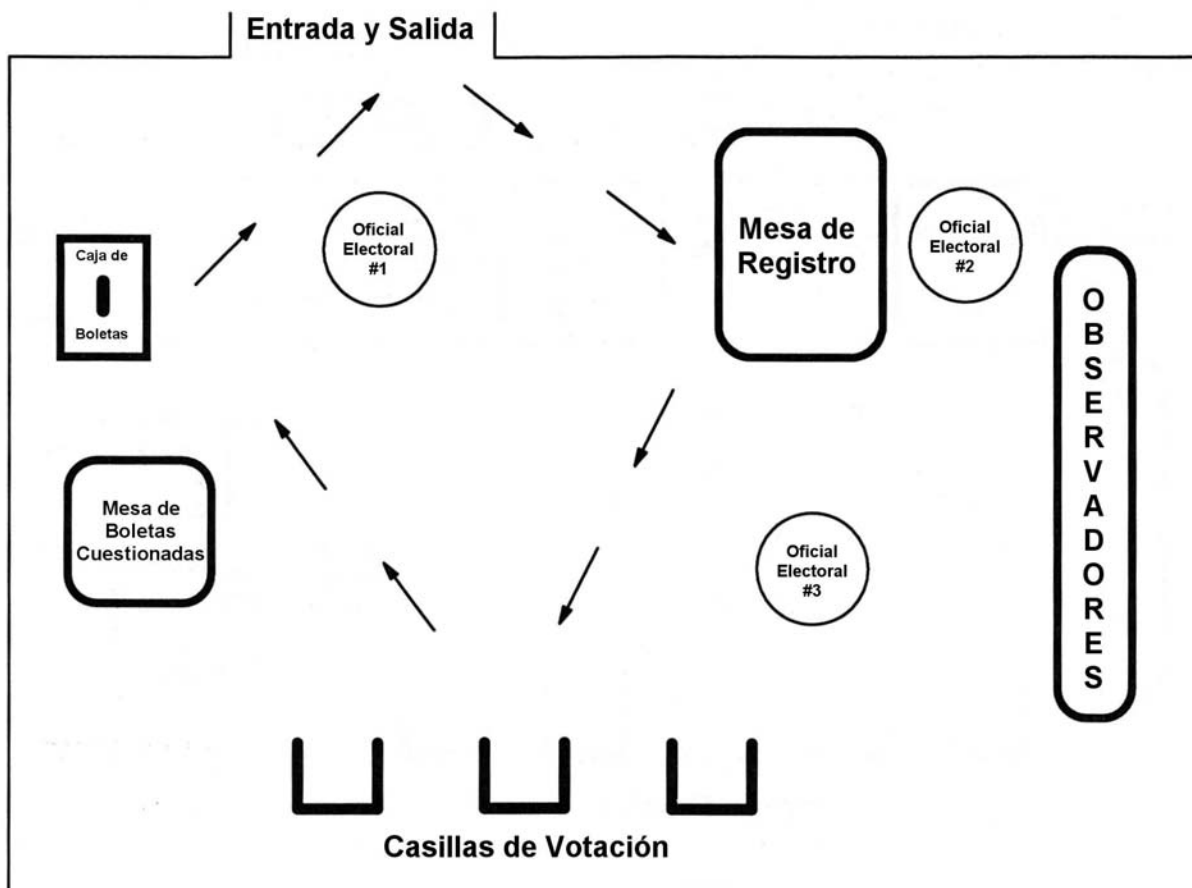 Entrada y Salida
Oficial
Electoral
#1
Mesa de
Registro
Oficial
Electoral
#2
Caja de
Boletas
OBSERVADORES
Mesa de
Boletas
Cuestionadas
Oficial
Electoral
#3
Casillas de Votación